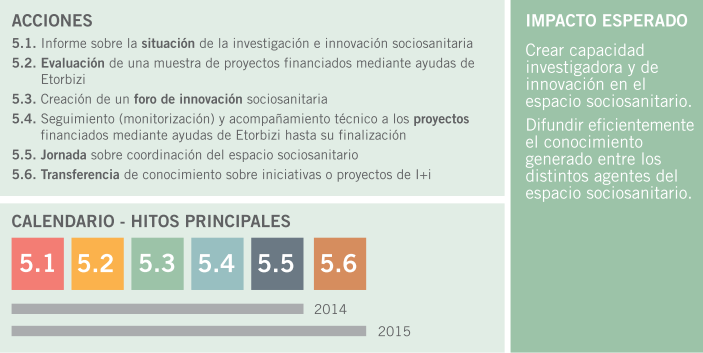 ACCIONES
5.1. Informe sobre la situación de la investigación e innovación sociosanitaria
5.2. Evaluación de una muestra de proyectos financiados mediante ayudas de
Etorbizi
5.3. Creación de un foro de innovación sociosanitaria
5.4. Seguimiento (monitorización) y acompañamiento técnico a los proyectos
financiados mediante ayudas de Etorbizi hasta su finalización
5.5. Jornada sobre coordinación del espacio sociosanitario
5.6. Transferencia de conocimiento sobre iniciativas o proyectos de I+i
CALENDARIO - HITOS PRINCIPALES
5.1 5.2 5.3 5.4 5.5 5.6
2014
2015
IMPACTO ESPERADO
Crear capacidad
investigadora y de
innovación en el
espacio sociosanitario.
Difundir eficientemente
el conocimiento
generado entre los
distintos agentes del
espacio sociosanitario.